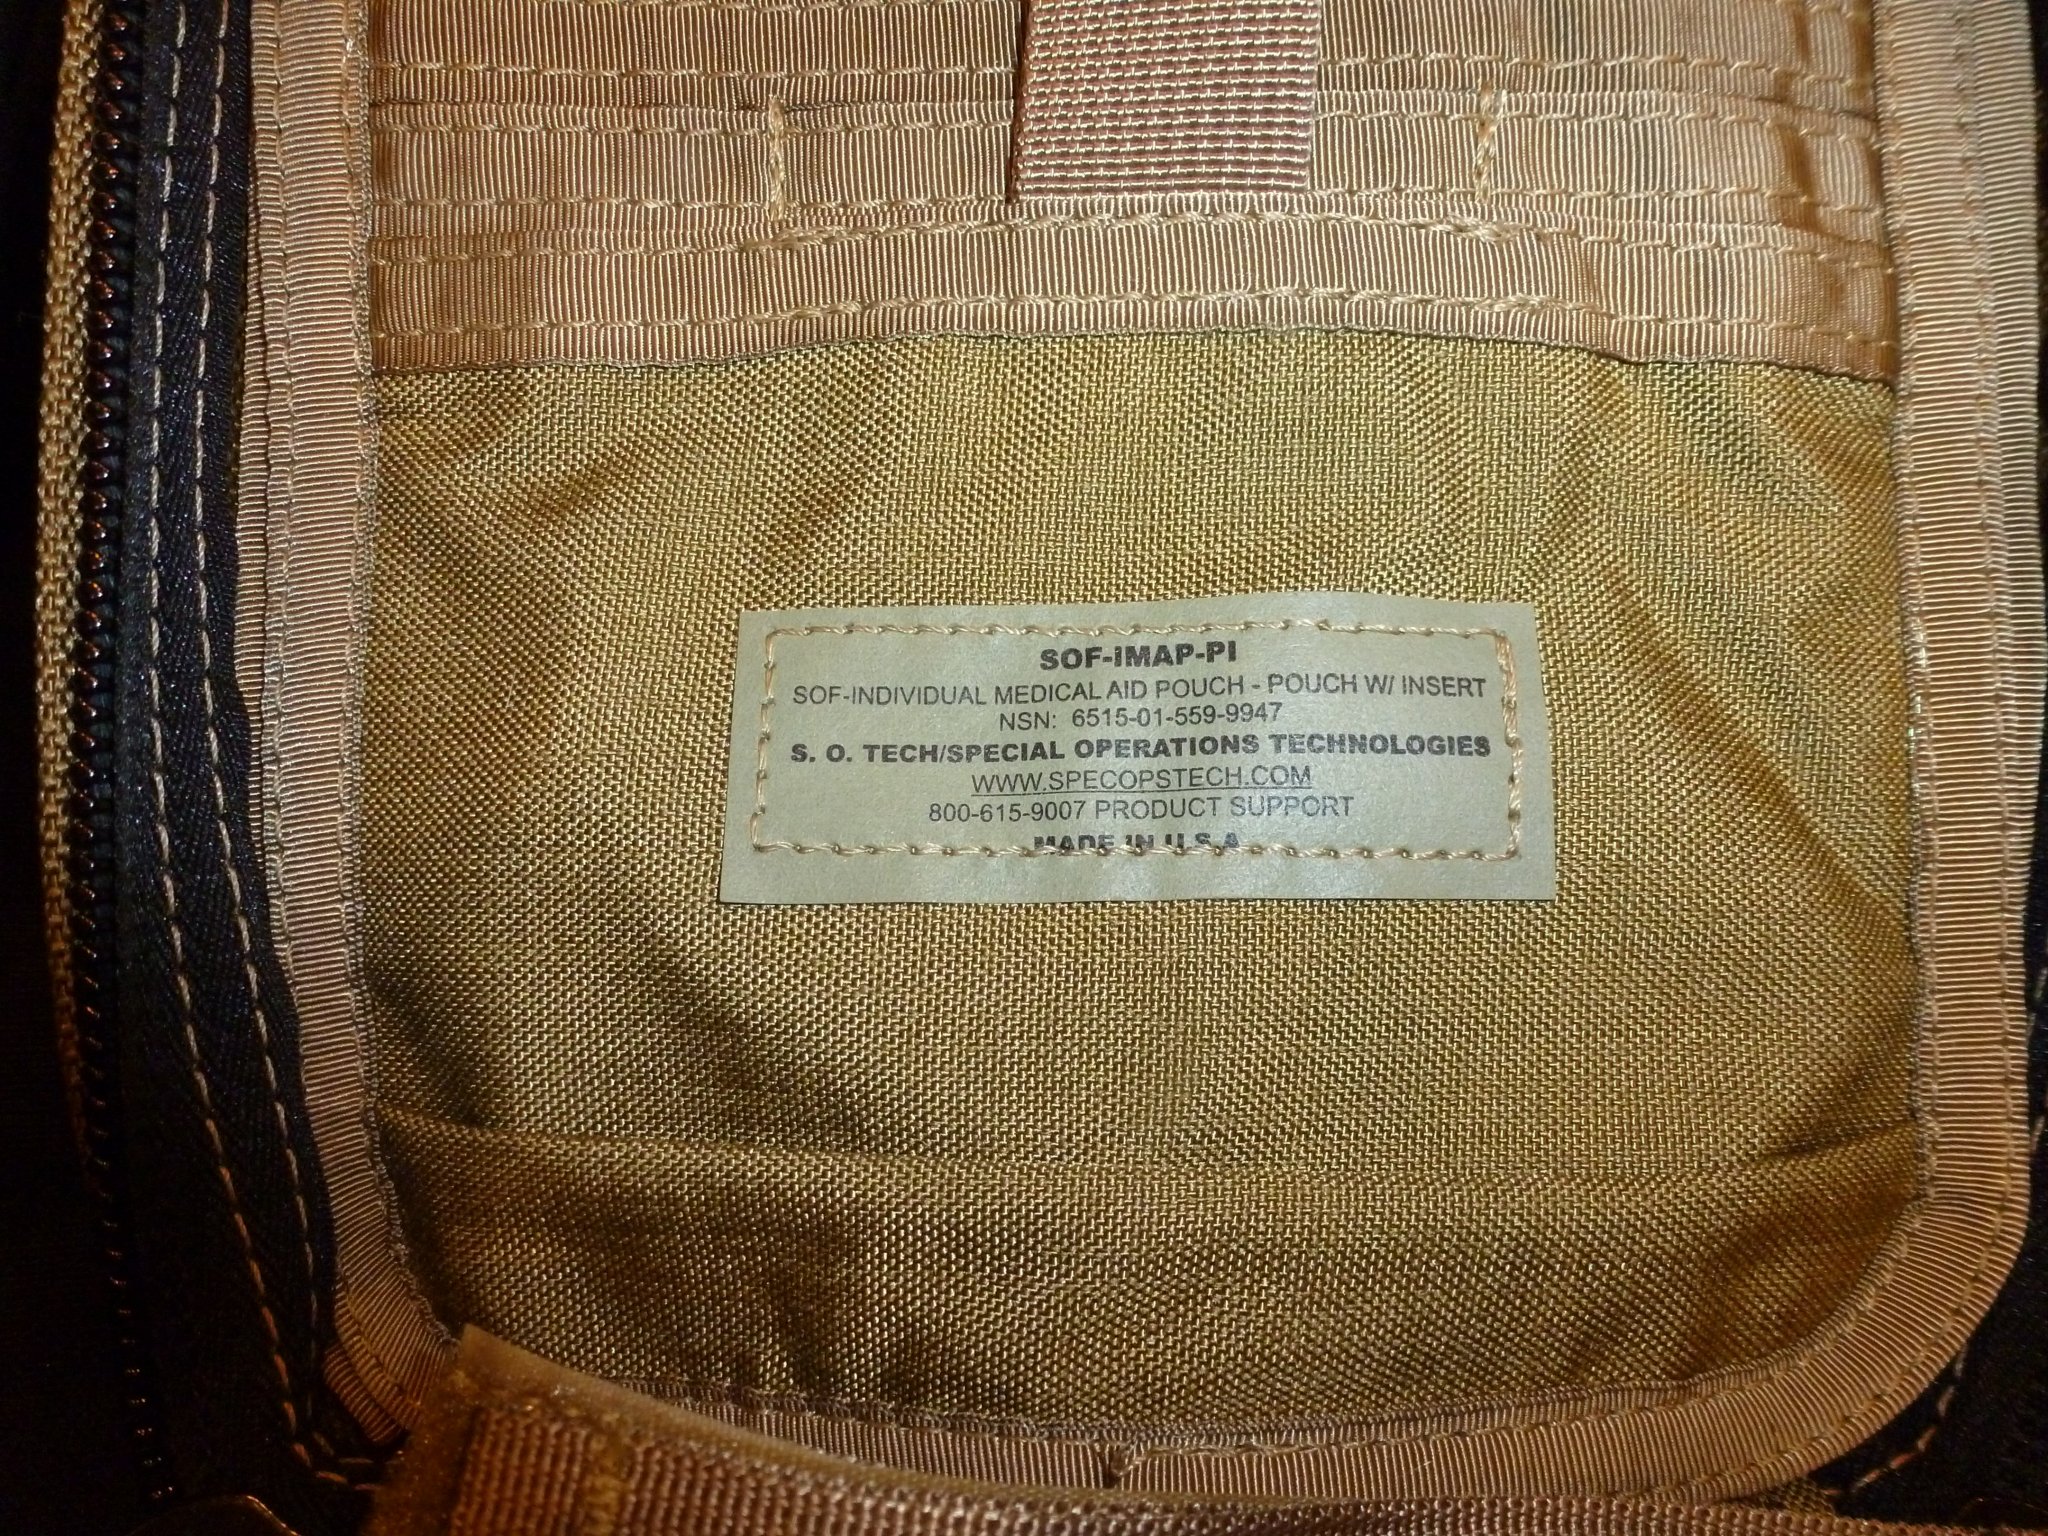 SOF-IMAP-PI
SOF-INDIVIDUAL MEDICAL AID POUCH - POUCH W/ INSERT
NSN: 6515-01-559-9947
S. O. TECH/SPECIAL OPERATIONS TECHNOLOGIES
WWW.SPECOPSTECH.COM
800-615-9007 PRODUCT SUPPORT
MADE IN U.S.A